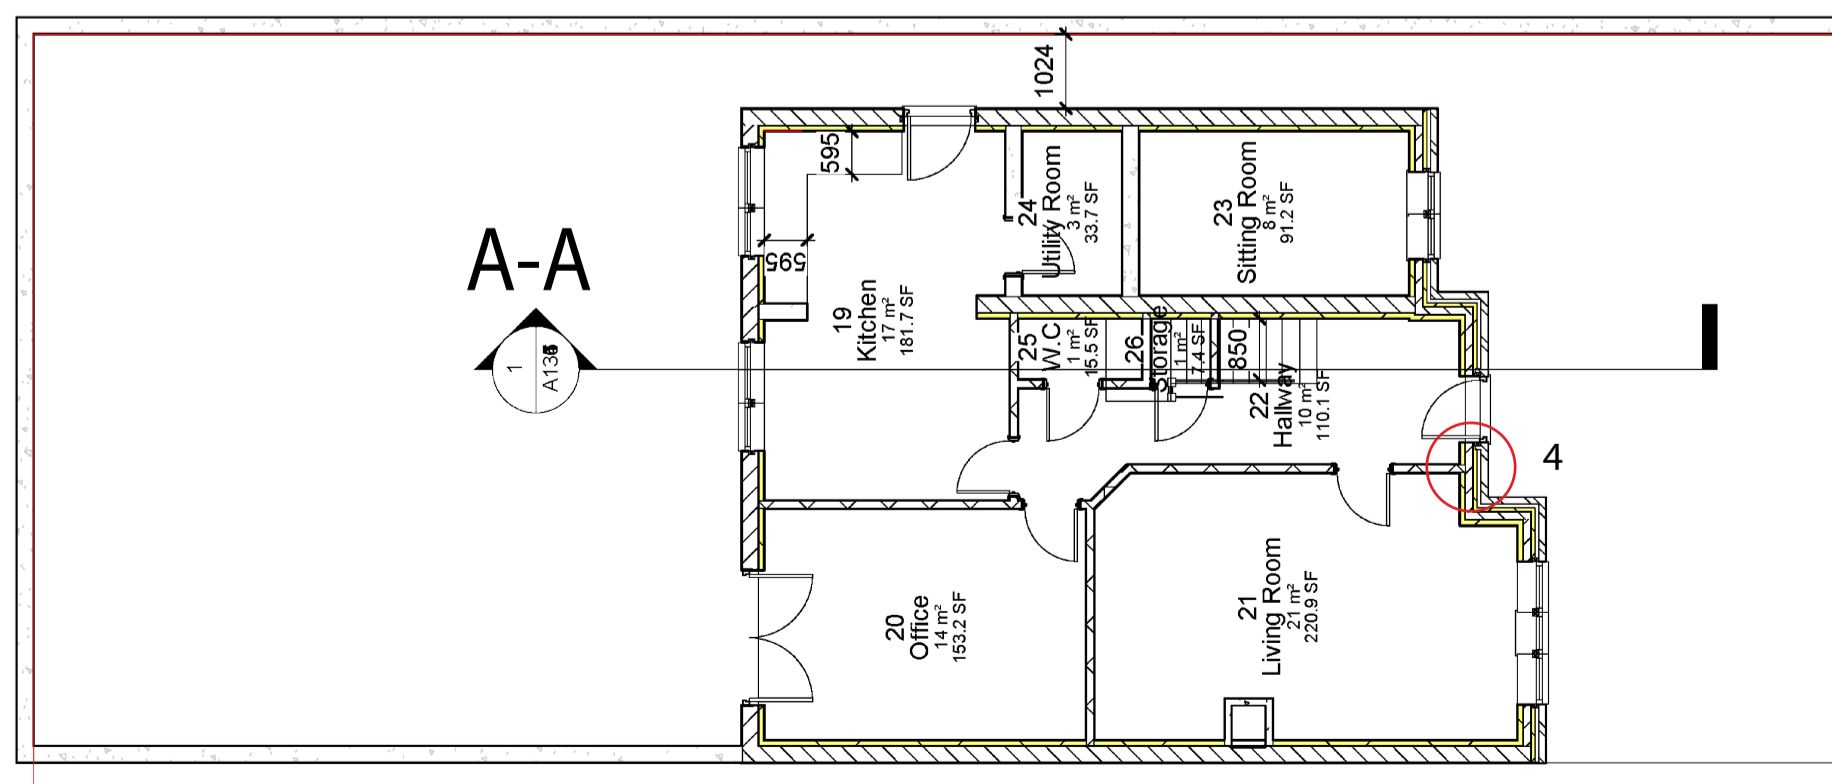 1024
595
595
A-A
1
19
Kitchen
17 m²
181.7 SF
24
Utility Room
3 m²
33.7 SF
23
Sitting Room
8 m²
91.2 SF
25
W.C
1 m²
15.5 SF
26
Storage
1 m²
7.4 SF
850
22
Hallway
10 m²
110.1 SF
4
20
Office
14 m²
153.2 SF
21
Living Room
21 m²
220.9 SF